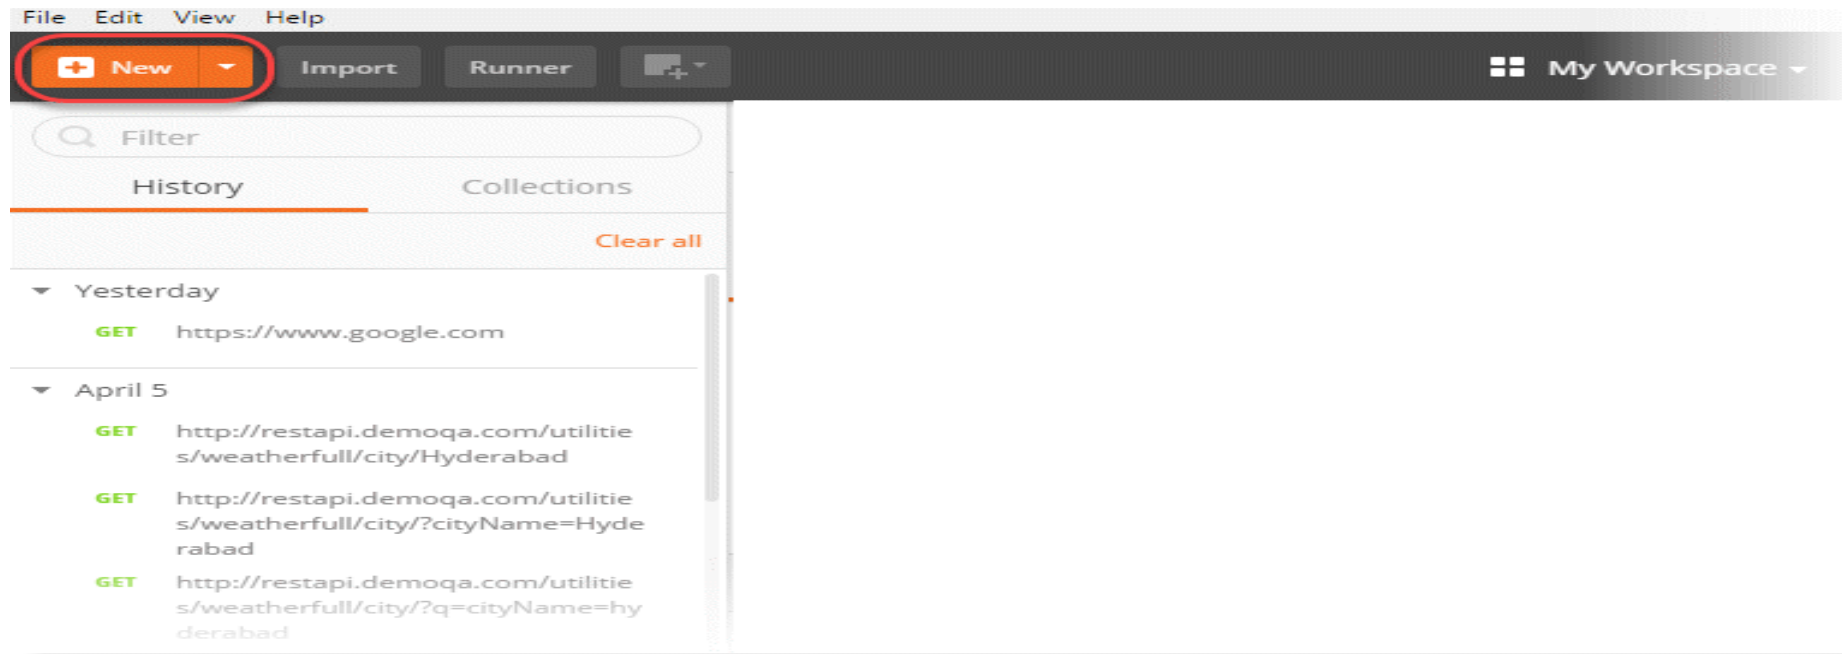 File Edit View Help
New Import Runner My Workspace
Filter
History Collections
Clear all
Yesterday
GET https://www.google.com
April 5
GET http://restapi.demoqa.com/utilitie
s/weatherfull/city/Hyderabad
GET http://restapi.demoqa.com/utilitie
s/weatherfull/city/?cityName=Hyde
rabad
GET http://restapi.demoqa.com/utilitie
s/weatherfull/city/?q=cityName=hy
derabad